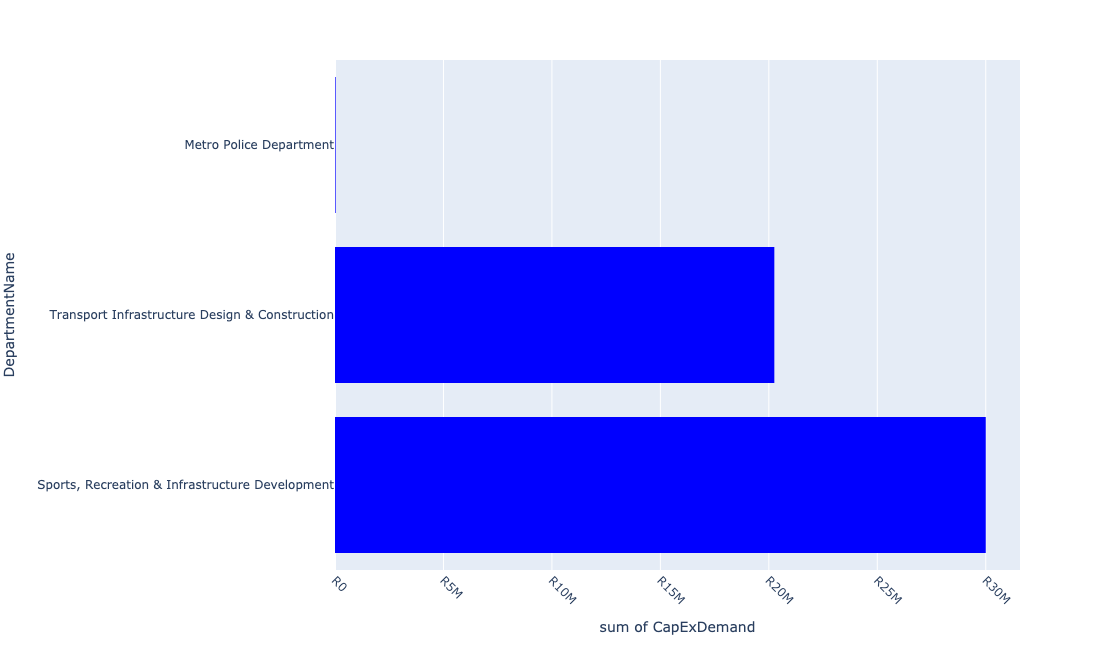 Metro Police Department
Transport Infrastructure Design & Construction
Sports, Recreation & Infrastructure Development
DepartmentName
R0
R5M
R10M
R15M
R20M
R25M
R30M
sum of CapExDemand